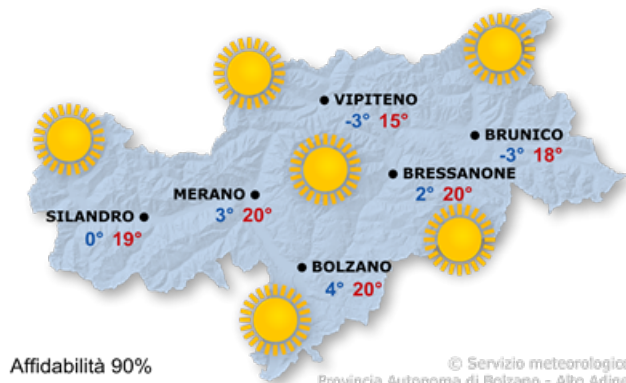 VIPITENO
-3° 15°
BRUNICO
-3° 18°
BRESSANONE
2° 20°
MERANO
3° 20°
SILANDRO
0° 19°
BOLZANO
4° 20°
Affidabilità 90%
© Servizio meteorologico
Provincia Autonoma di Bolzano - Alto Adige